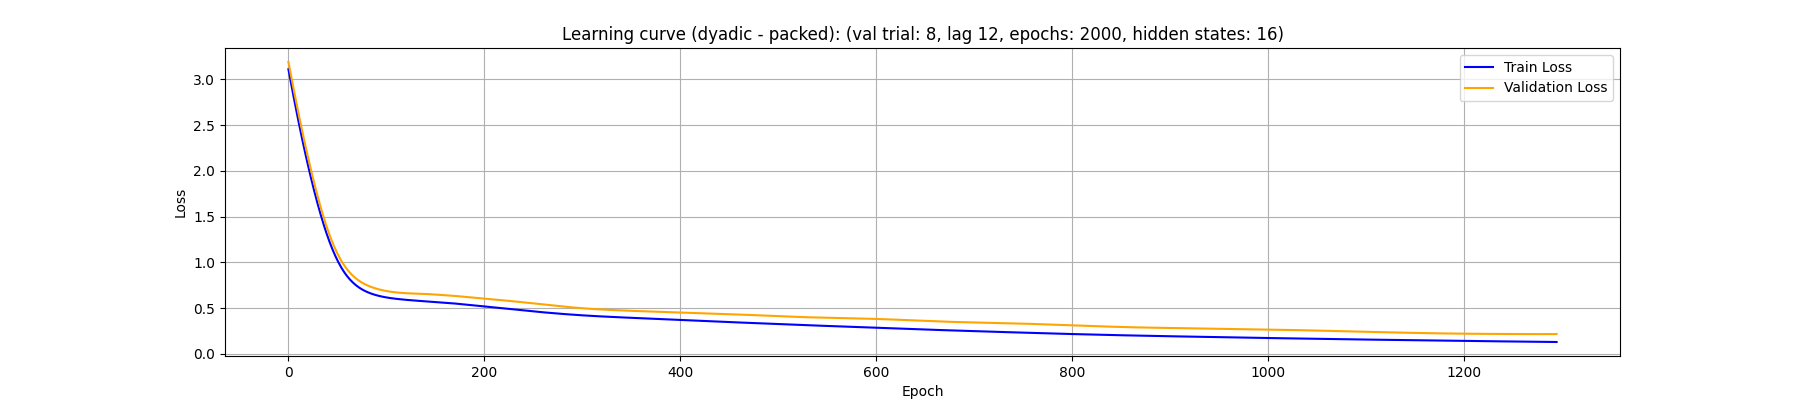 Learning curve (dyadic - packed): (val trial: 8, lag 12, epochs: 2000, hidden states: 16)
Train Loss
Validation Loss
3.0
2.5
2.0
1.5
1.0
0.5
0.0
Loss
0 200 400 600 800 1000 1200
Epoch